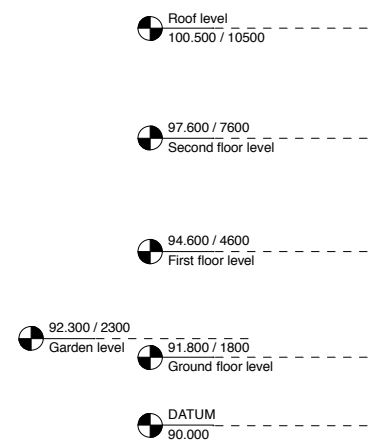 Roof level
100.500 / 10500
97.600 / 7600
Second floor level
94.600 / 4600
First floor level
92.300 / 2300
Garden level
91.800 / 1800
Ground floor level
DATUM
90.000